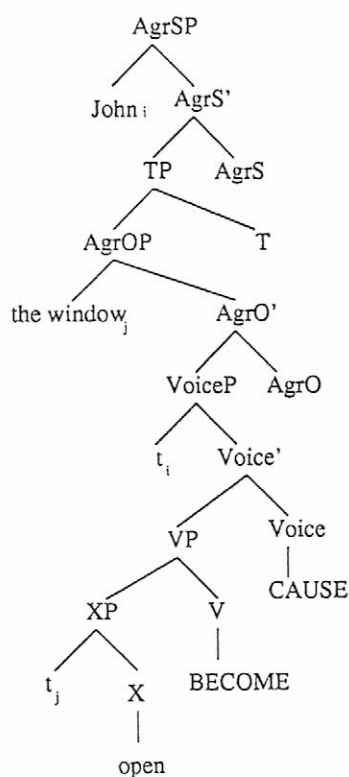 AgrSP
John i AgrS'
TP AgrS
AgrOP T
the window j AgrO'
VoiceP AgrO
t i Voice'
VP Voice
XP V CAUSE
t j X BECOME
open